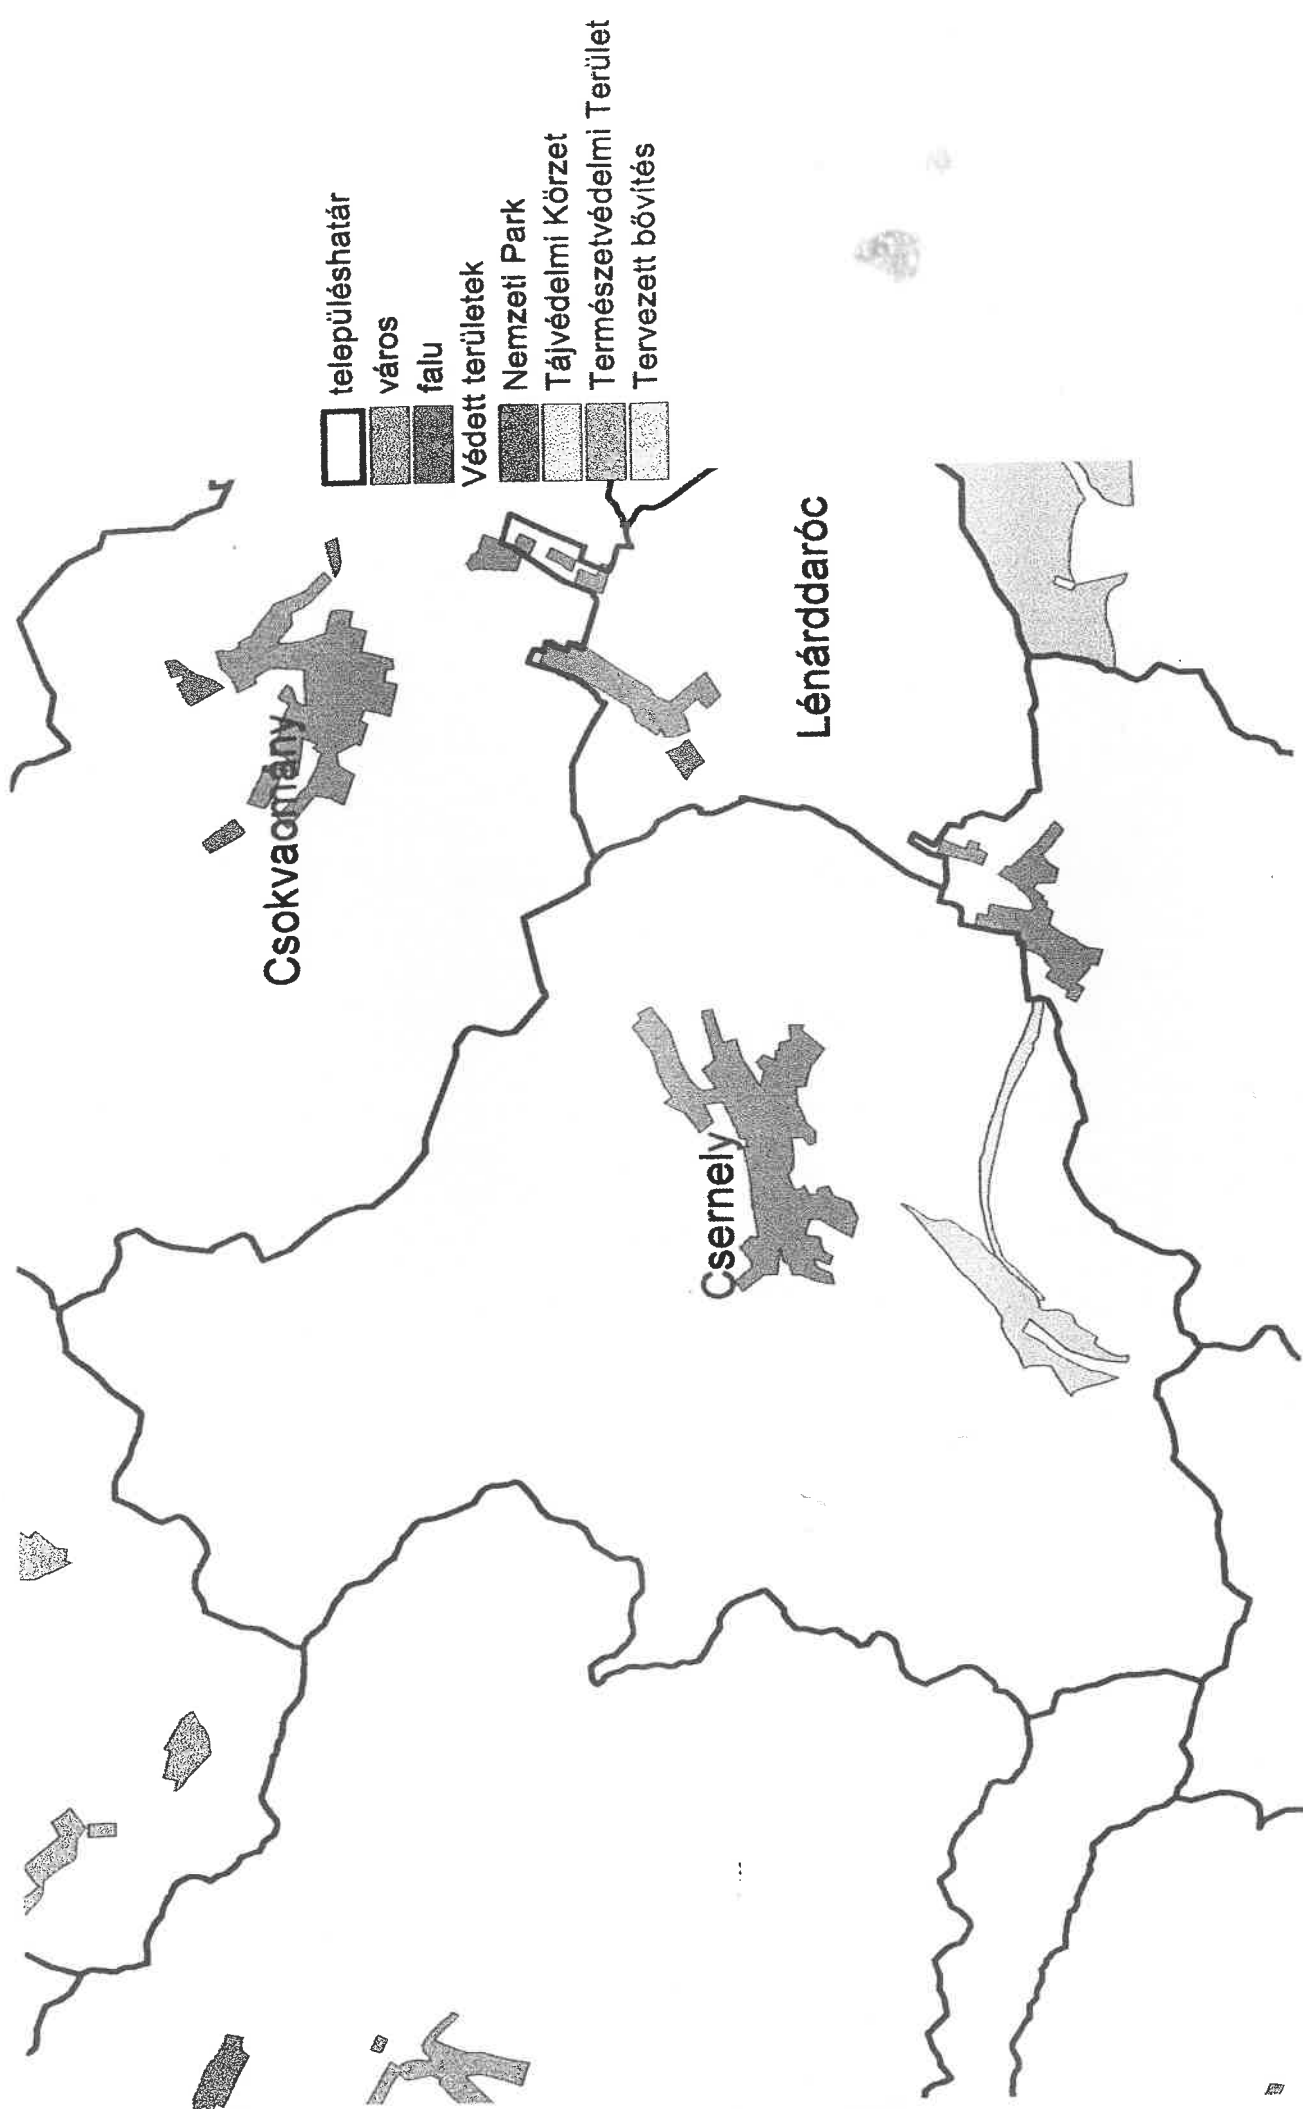 Csokvaomány
Csernely
Lénárddaróc
településhatár
város
falu
Védett területek
Nemzeti Park
Tájvédelmi Körzet
Természetvédelmi Terület
Tervezett bővítés